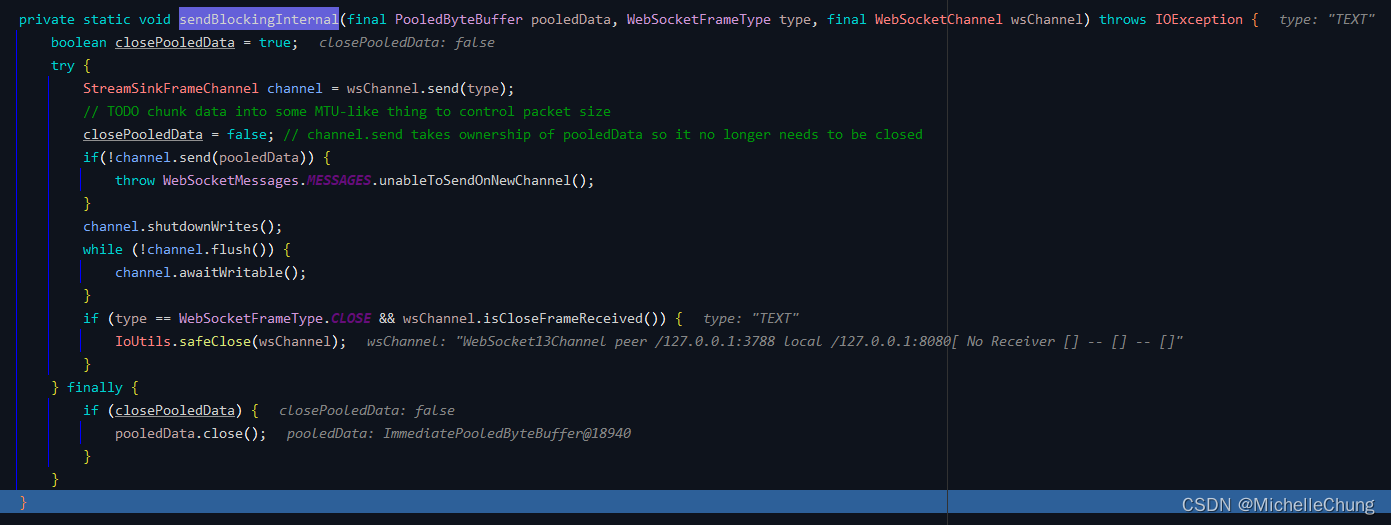 private static void sendBlockingInternal(final PooledByteBuffer pooledData, WebSocketFrameType type, final WebSocketChannel wsChannel) throws IOException {   type: "TEXT"
    boolean closePooledData = true;   closePooledData: false
    try {
        StreamSinkFrameChannel channel = wsChannel.send(type);
        // TODO chunk data into some MTU-like thing to control packet size
        closePooledData = false; // channel.send takes ownership of pooledData so it no longer needs to be closed
        if(!channel.send(pooledData)) {
            throw WebSocketMessages.MESSAGES.unableToSendOnNewChannel();
        }
        channel.shutdownWrites();
        while (!channel.flush()) {
            channel.awaitWritable();
        }
        if (type == WebSocketFrameType.CLOSE && wsChannel.isCloseFrameReceived()) {   type: "TEXT"
            IoUtils.safeClose(wsChannel);   wsChannel: "WebSocket13Channel peer /127.0.0.1:3788 local /127.0.0.1:8080[ No Receiver [] -- [] -- []"
        }
    } finally {
        if (closePooledData) {   closePooledData: false
            pooledData.close();   pooledData: ImmediatePooledByteBuffer@18940
        }
    }
}
CSDN @MichelleChung